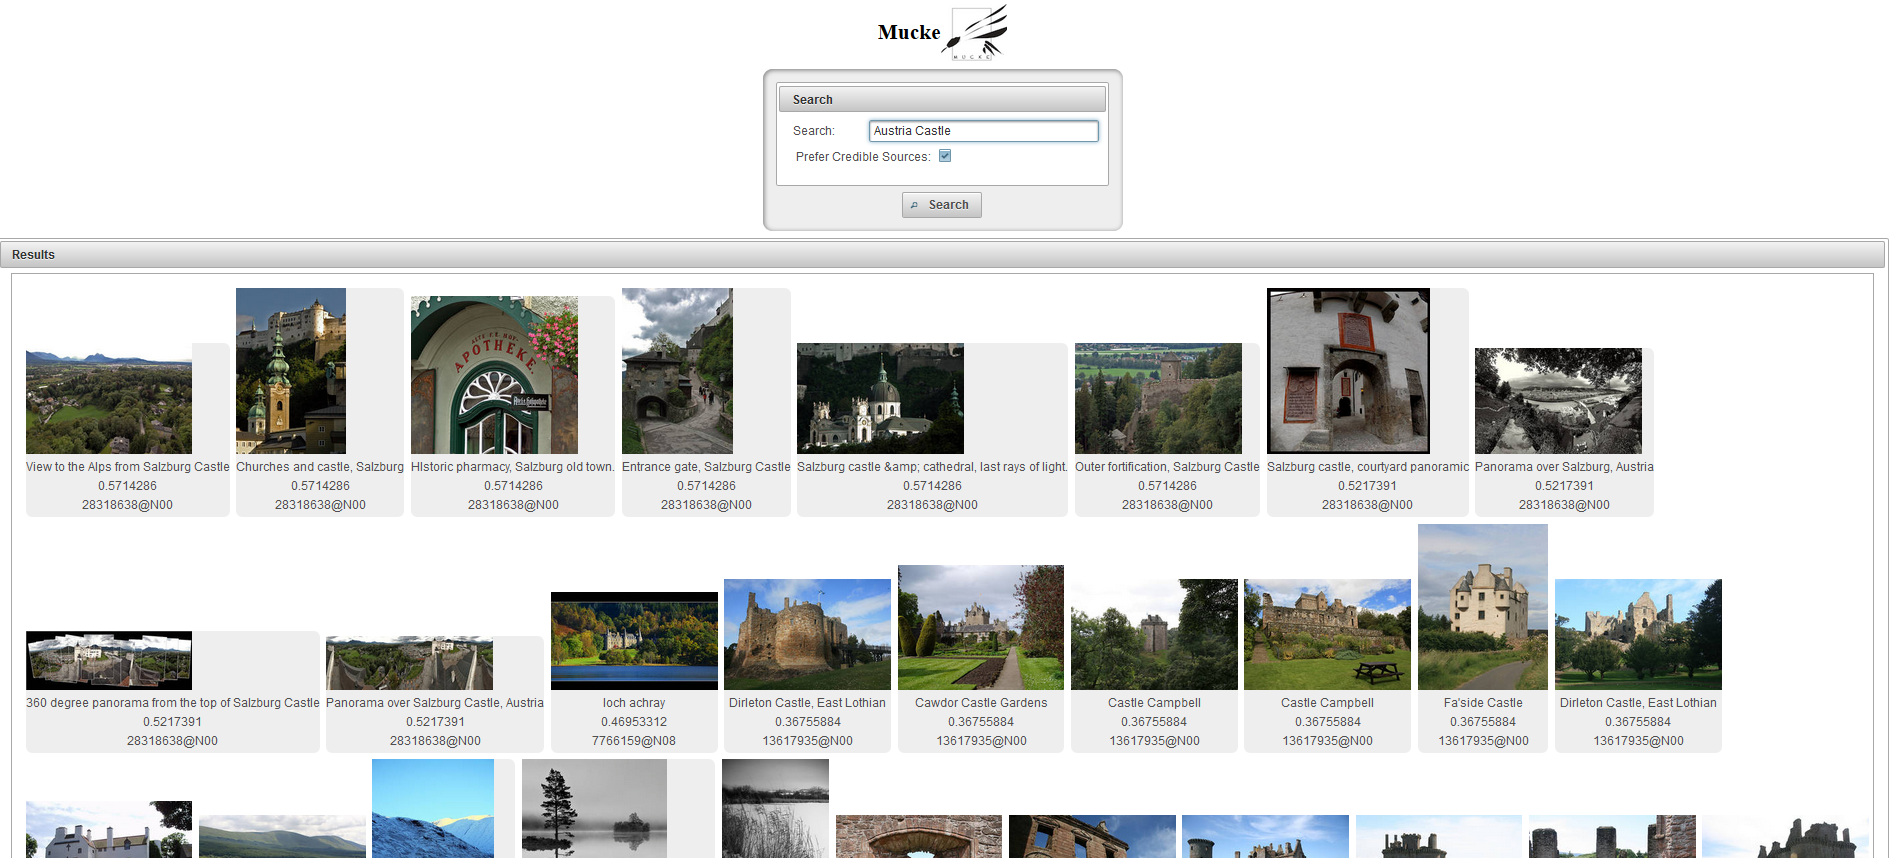 Mucke
MUCKE
Search
Search: Austria Castle
Prefer Credible Sources:
Search
Results
ALTE F.E. HOF-
APOTHEKE
View to the Alps from Salzburg Castle
0.5714286
28318638@N00
Churches and castle, Salzburg
0.5714286
28318638@N00
HIstoric pharmacy, Salzburg old town.
0.5714286
28318638@N00
Entrance gate, Salzburg Castle
0.5714286
28318638@N00
Salzburg castle &amp; cathedral, last rays of light.
0.5714286
28318638@N00
Outer fortification, Salzburg Castle
0.5714286
28318638@N00
Salzburg castle, courtyard panoramic
0.5217391
28318638@N00
Panorama over Salzburg, Austria
0.5217391
28318638@N00
360 degree panorama from the top of Salzburg Castle
0.5217391
28318638@N00
Panorama over Salzburg Castle, Austria
0.5217391
28318638@N00
loch achray
0.46953312
7766159@N08
Dirleton Castle, East Lothian
0.36755884
13617935@N00
Cawdor Castle Gardens
0.36755884
13617935@N00
Castle Campbell
0.36755884
13617935@N00
Castle Campbell
0.36755884
13617935@N00
Fa'side Castle
0.36755884
13617935@N00
Dirleton Castle, East Lothian
0.36755884
13617935@N00